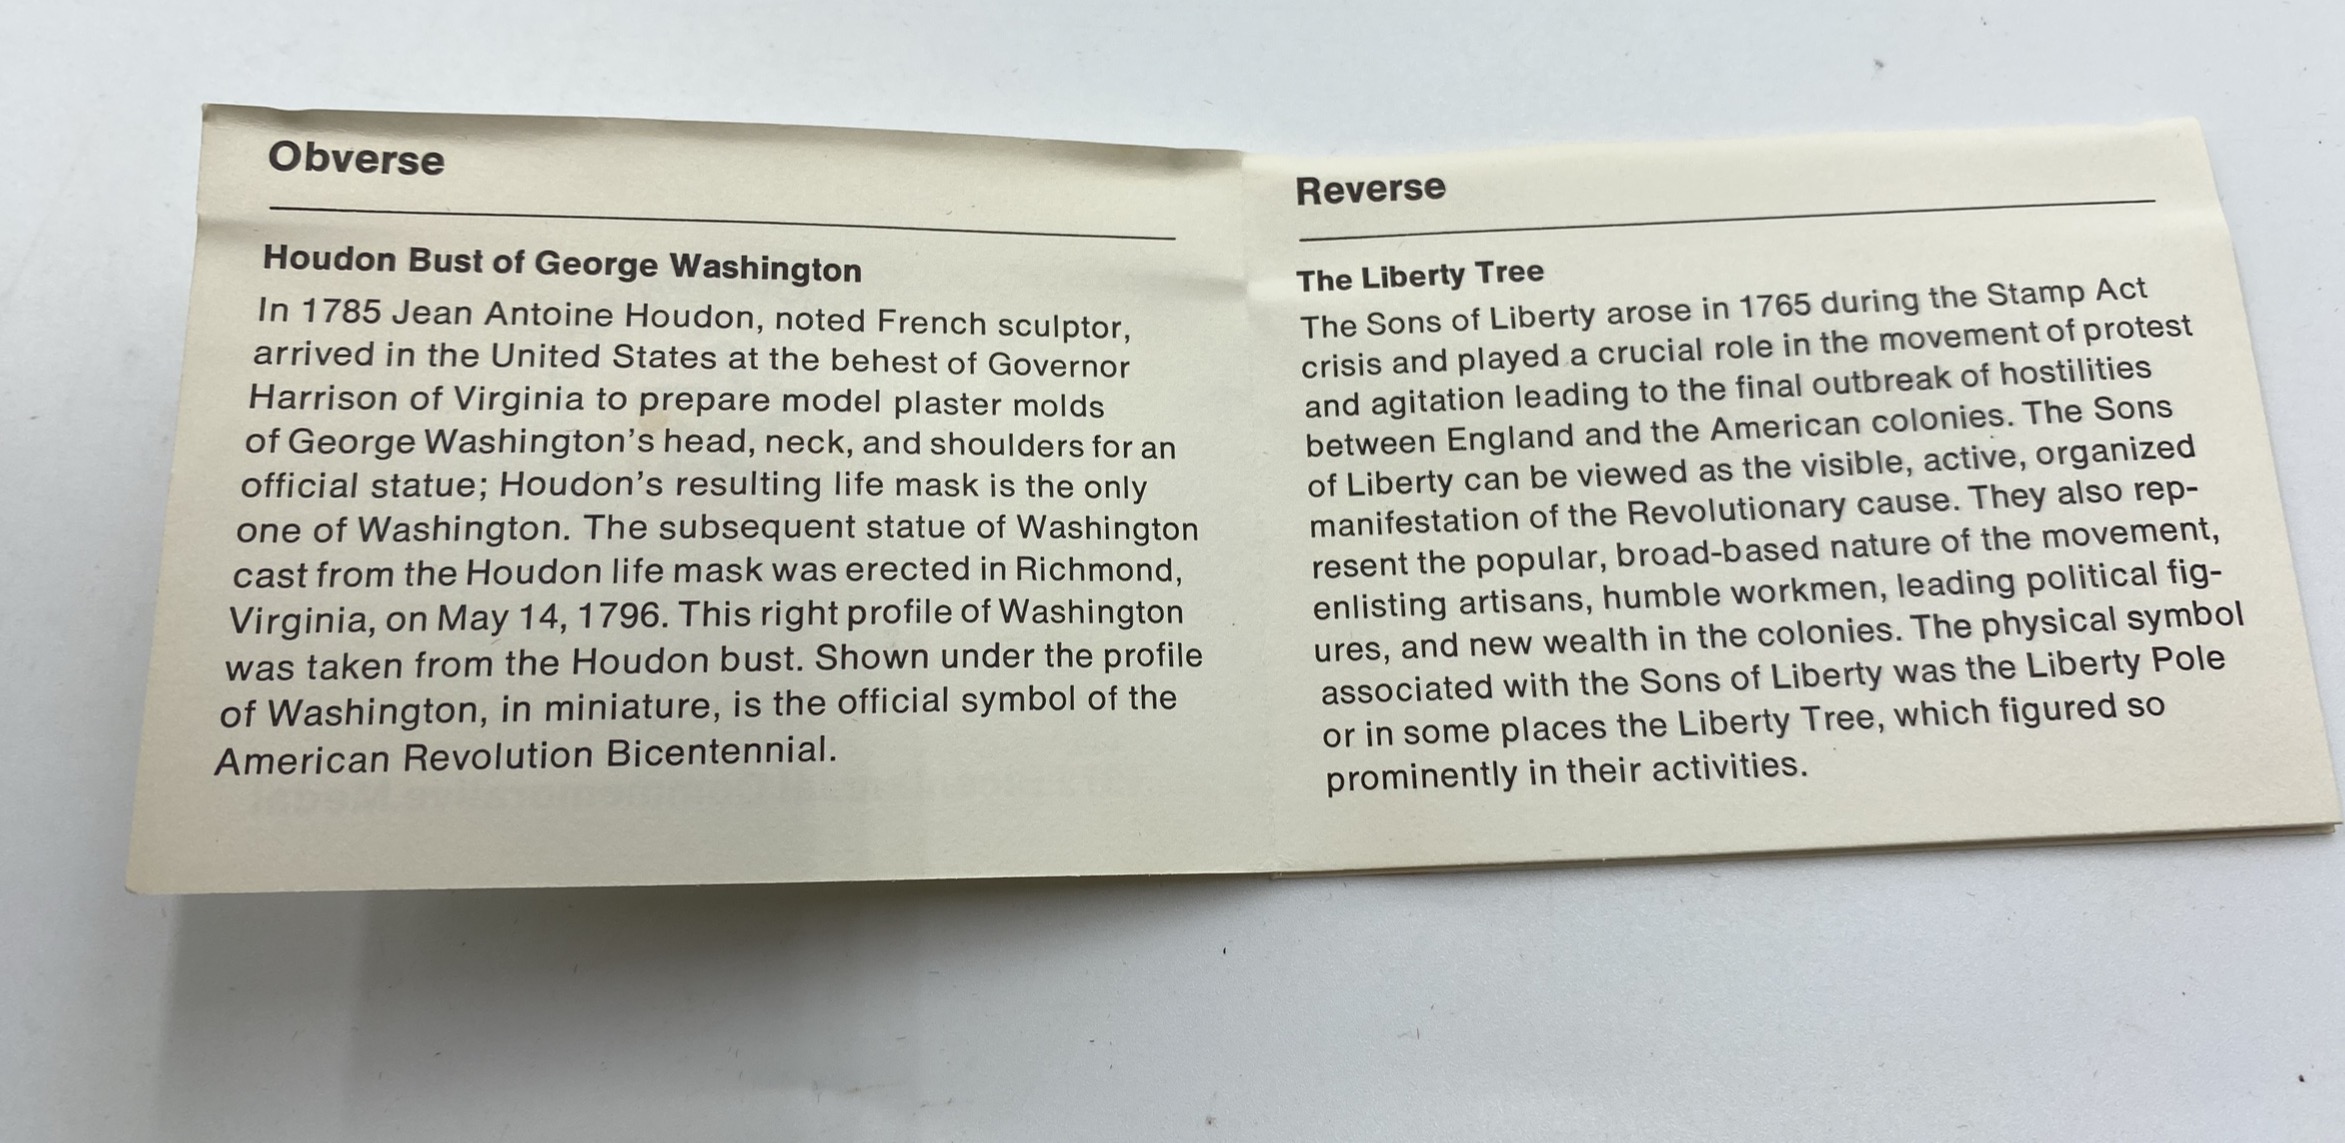 Obverse
Houdon Bust of George Washington
In 1785 Jean Antoine Houdon, noted French sculptor,
arrived in the United States at the behest of Governor
Harrison of Virginia to prepare model plaster molds
of George Washington's head, neck, and shoulders for an
official statue; Houdon's resulting life mask is the only
one of Washington. The subsequent statue of Washington
cast from the Houdon life mask was erected in Richmond,
Virginia, on May 14, 1796. This right profile of Washington
was taken from the Houdon bust. Shown under the profile
of Washington, in miniature, is the official symbol of the
American Revolution Bicentennial.
Reverse
The Liberty Tree
The Sons of Liberty arose in 1765 during the Stamp Act
crisis and played a crucial role in the movement of protest
and agitation leading to the final outbreak of hostilities
between England and the American colonies. The Sons
of Liberty can be viewed as the visible, active, organized
manifestation of the Revolutionary cause. They also rep-
resent the popular, broad-based nature of the movement,
enlisting artisans, humble workmen, leading political fig-
ures, and new wealth in the colonies. The physical symbol
associated with the Sons of Liberty was the Liberty Pole
or in some places the Liberty Tree, which figured so
prominently in their activities.